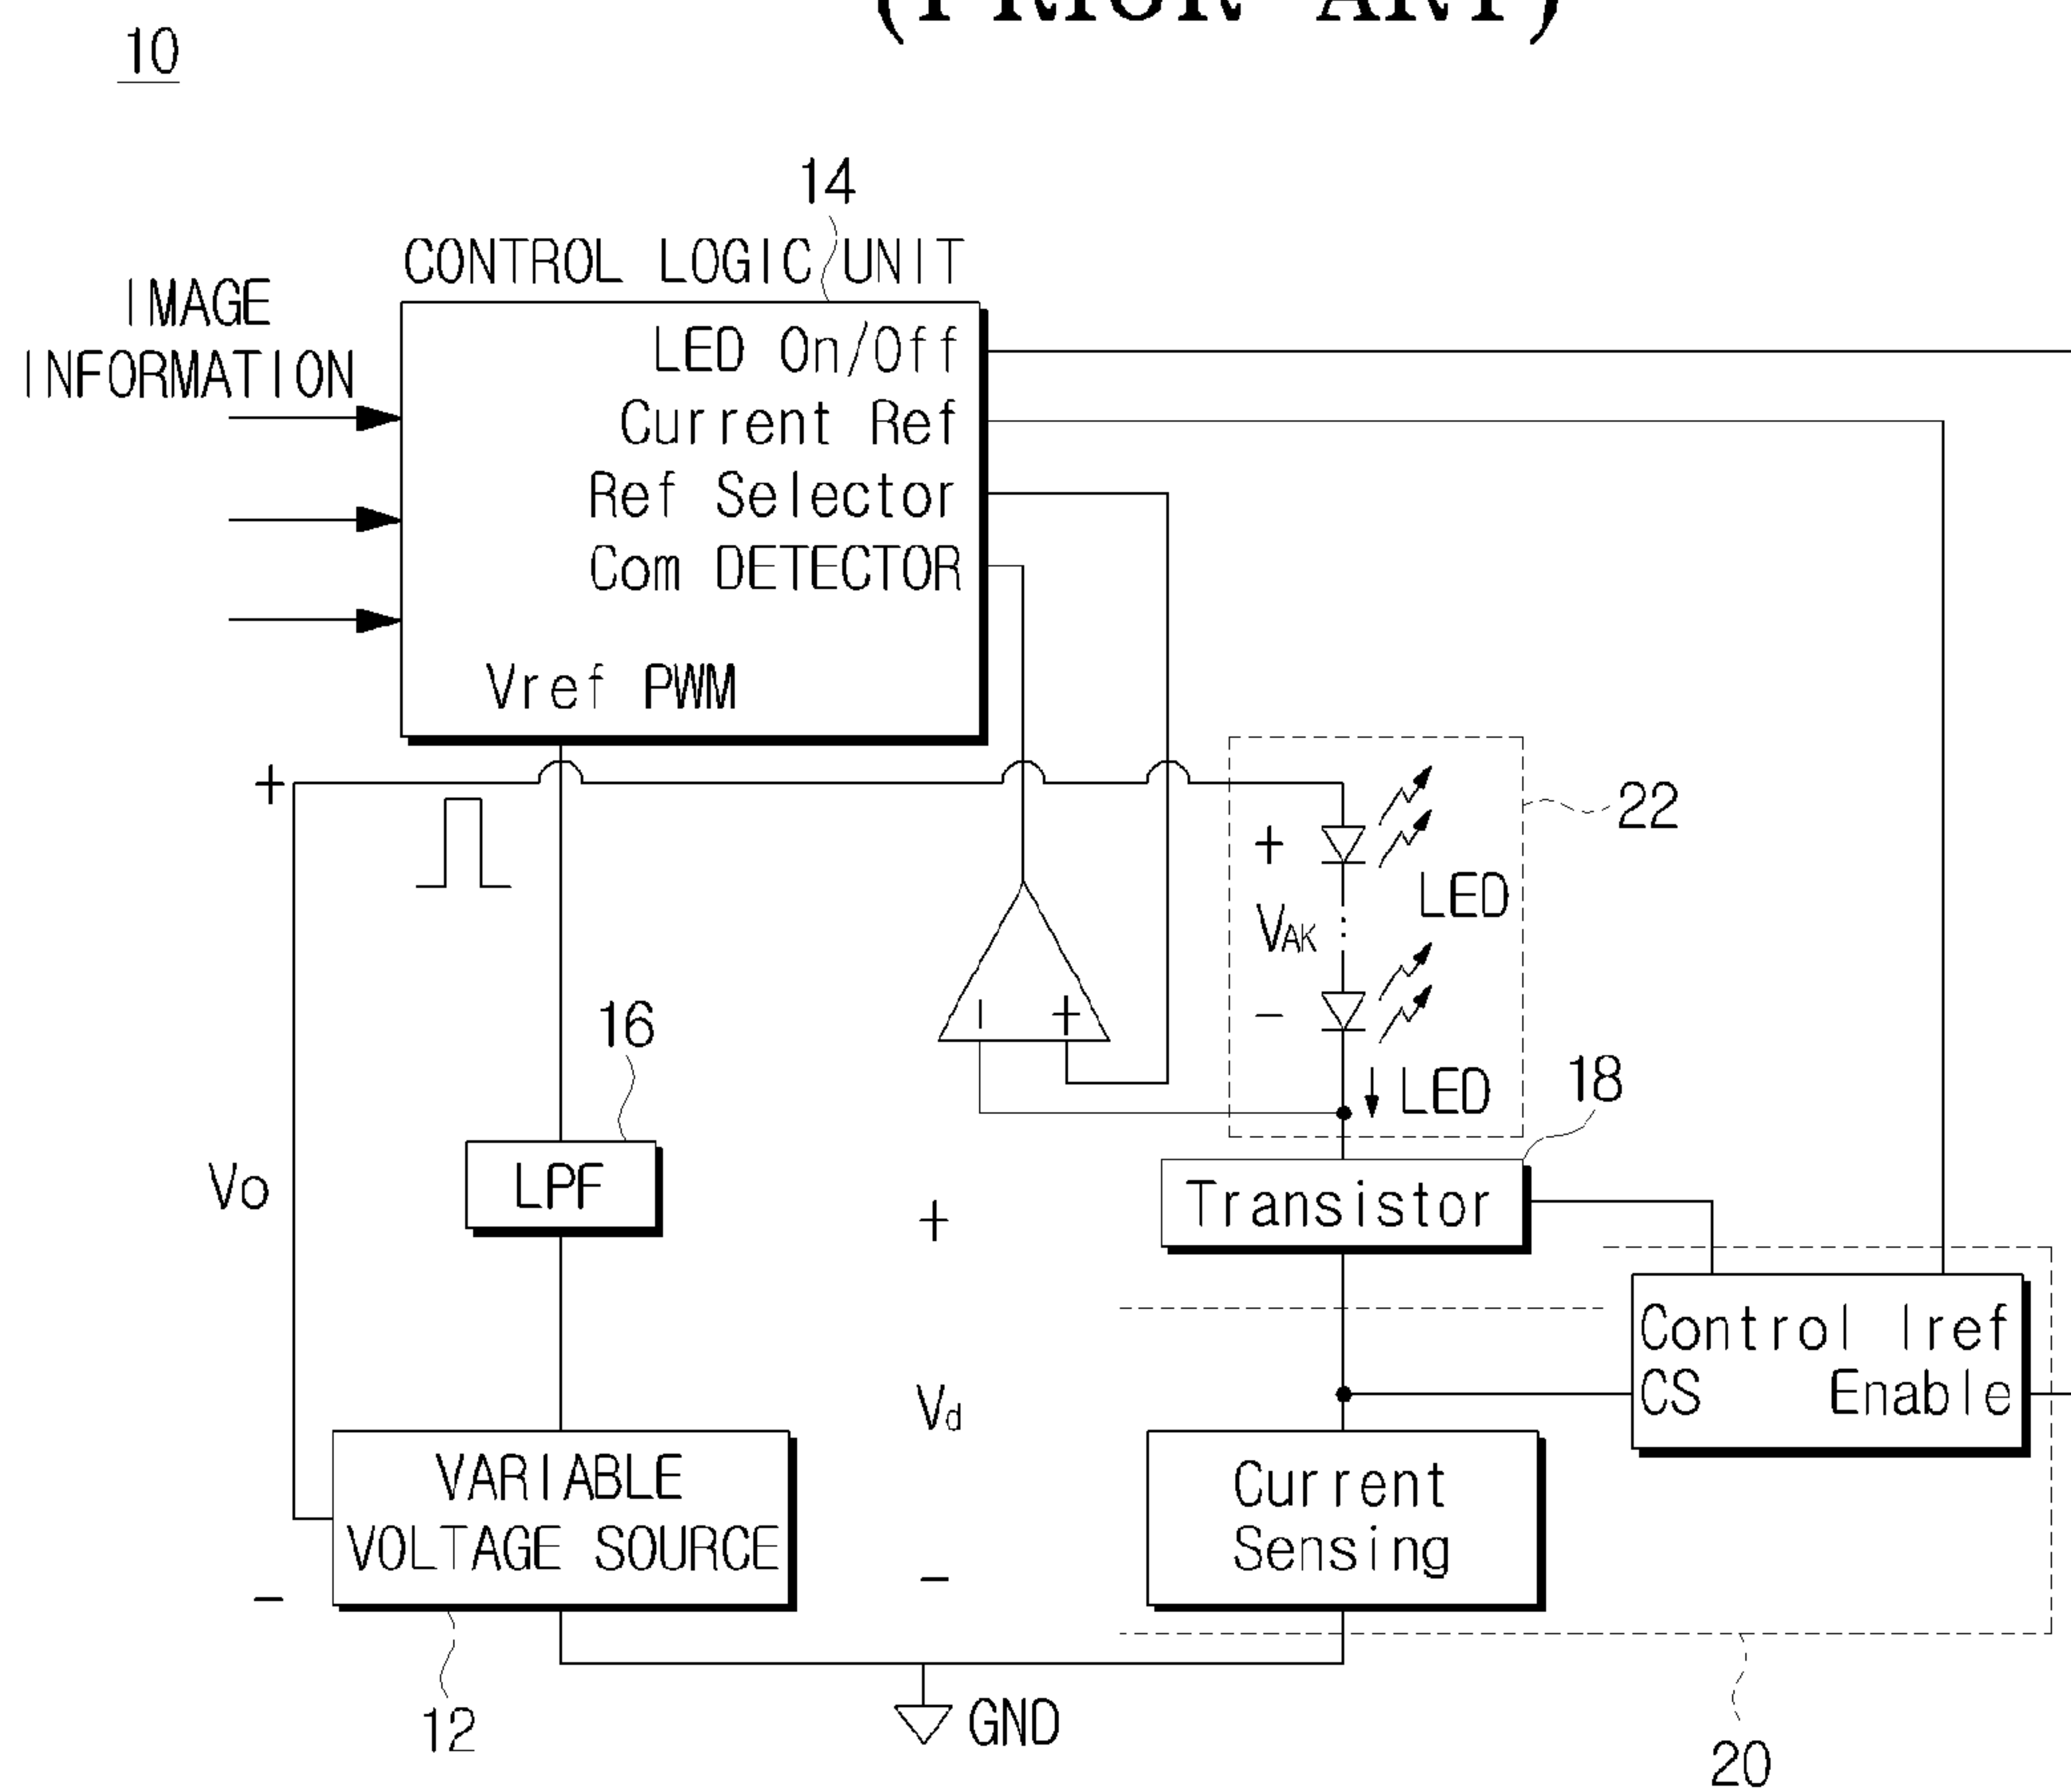 (PRIOR ART)
10
14
CONTROL LOGIC UNIT
IMAGE
INFORMATION
LED On/Off
Current Ref
Ref Selector
Com DETECTOR
Vref PWM
+
22
+
LED
VAK
-
- +
16
LED
18
LPF
Vo
Transistor
+
Control Iref
CS Enable
Vd
VARIABLE
VOLTAGE SOURCE
Current
Sensing
-
-
12
GND
20